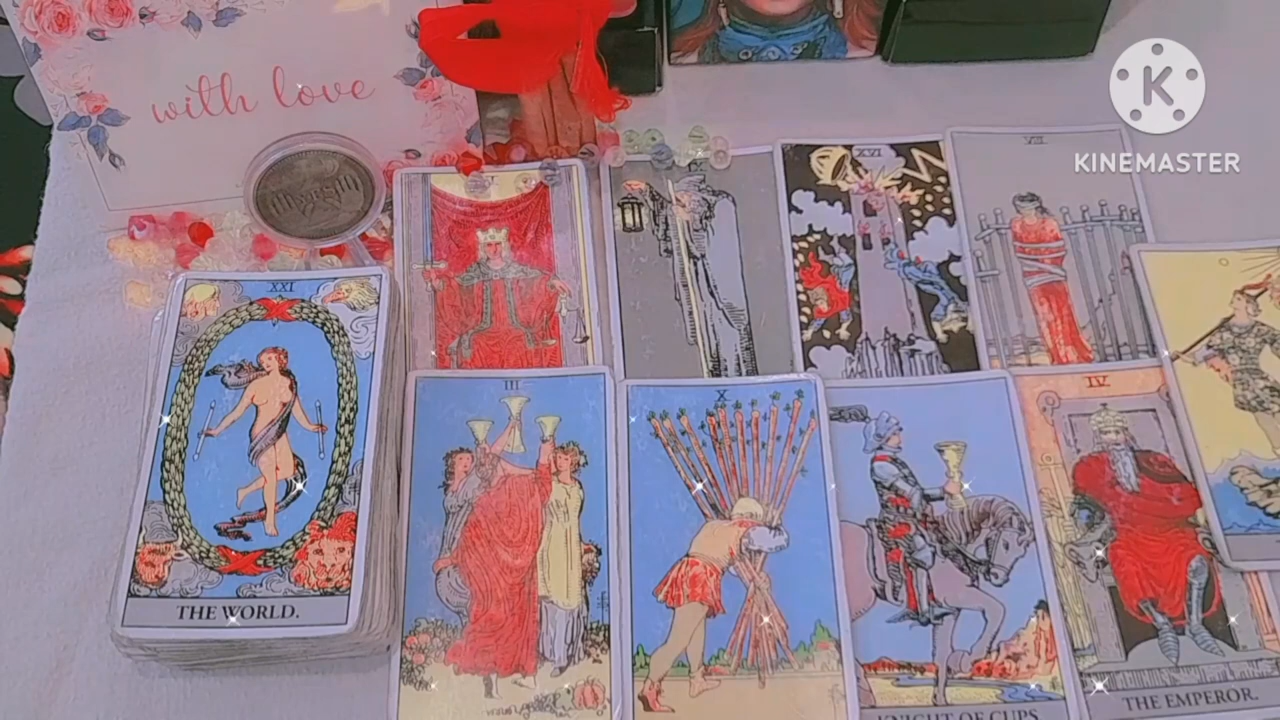 with love
K
KINEMASTER
XVI
VIII
XXI
THE WORLD.
III
X
IV
KNIGHT OF CUPS.
THE EMPEROR.